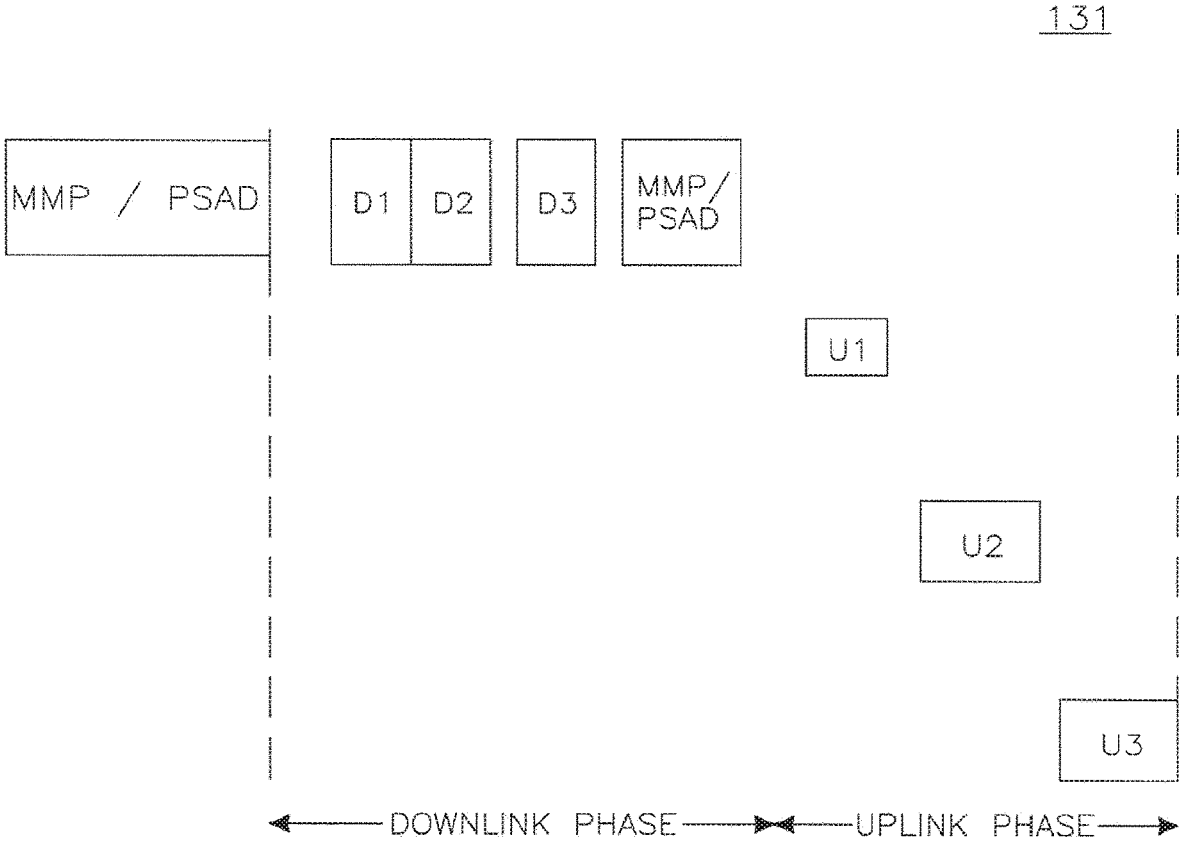 131
MMP / PSAD
D1
D2
D3
MMP/
PSAD
U1
U2
U3
DOWNLINK PHASE
UPLINK PHASE